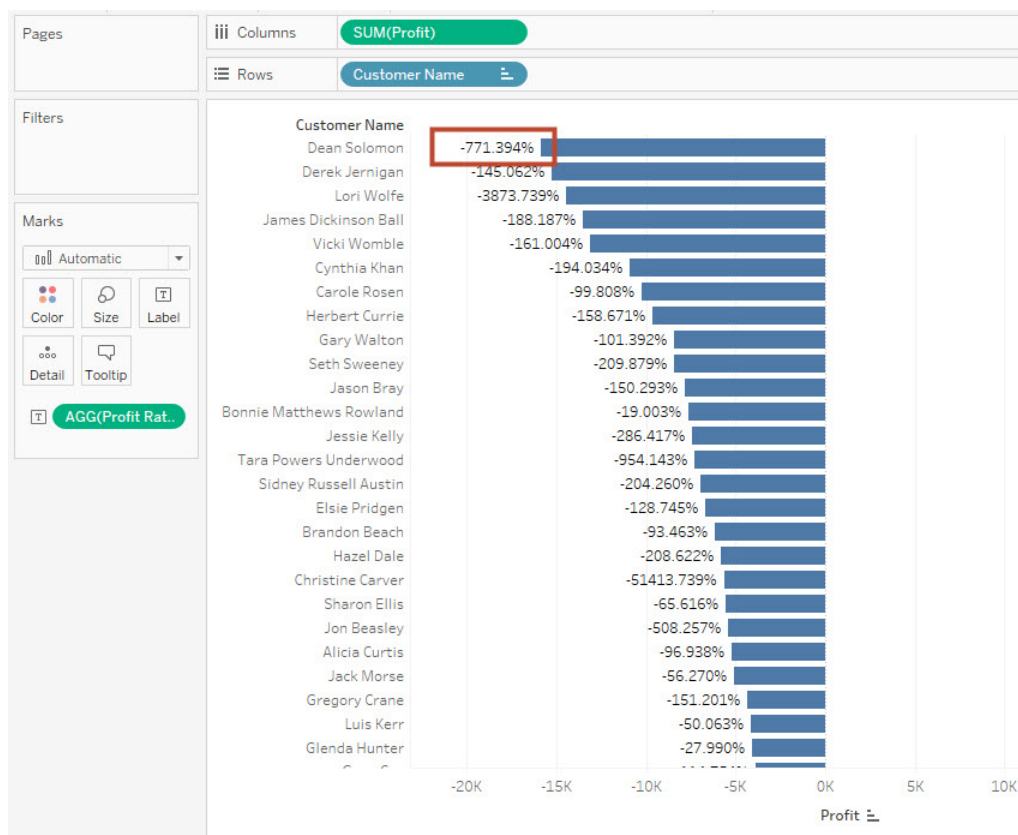 Pages
Columns SUM(Profit)
Rows Customer Name
Filters
Marks
Automatic
Color Size Label
Detail Tooltip
T AGG(Profit Rat..
Customer Name
Dean Solomon -771.394%
Derek Jernigan -145.062%
Lori Wolfe -3873.739%
James Dickinson Ball -188.187%
Vicki Womble -161.004%
Cynthia Khan -194.034%
Carole Rosen -99.808%
Herbert Currie -158.671%
Gary Walton -101.392%
Seth Sweeney -209.879%
Jason Bray -150.293%
Bonnie Matthews Rowland -19.003%
Jessie Kelly -286.417%
Tara Powers Underwood -954.143%
Sidney Russell Austin -204.260%
Elsie Pridgen -128.745%
Brandon Beach -93.463%
Hazel Dale -208.622%
Christine Carver -51413.739%
Sharon Ellis -65.616%
Jon Beasley -508.257%
Alicia Curtis -96.938%
Jack Morse -56.270%
Gregory Crane -151.201%
Luis Kerr -50.063%
Glenda Hunter -27.990%
-20K -15K -10K -5K 0K 5K 10K
Profit